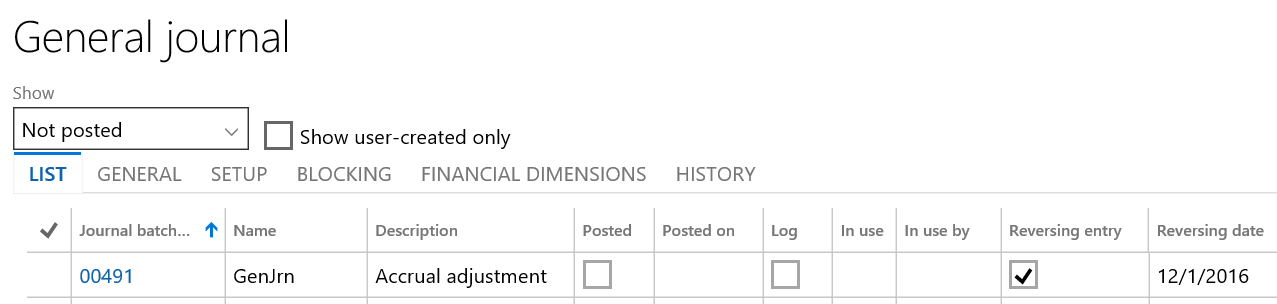 General journal
Show
Not posted
Show user-created only
LIST GENERAL SETUP BLOCKING FINANCIAL DIMENSIONS HISTORY
Journal batch... Name Description Posted Posted on Log In use In use by Reversing entry Reversing date
00491 GenJrn Accrual adjustment 12/1/2016